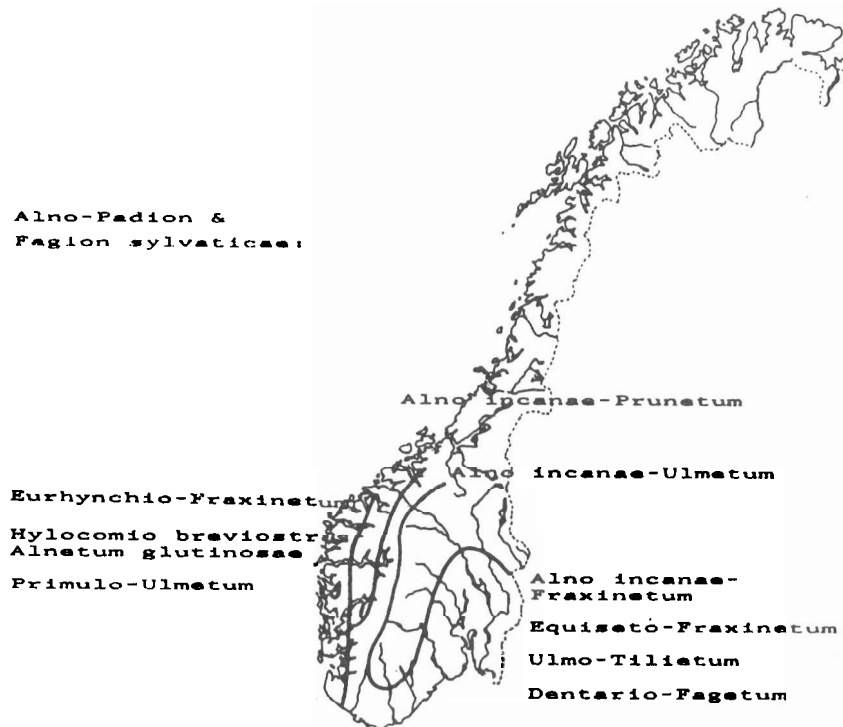 Alno-Padion &
Fagion sylvaticae:
Alno incanae-Prunetum
Alno incanae-Ulmetum
Eurhynchio-Fraxinetum
Hylocomio brevirostrus
Alnetum glutinosae
Primulo-Ulmetum
Alno incanae-
Fraxinetum
Equiseto-Fraxinetum
Ulmo-Tilietum
Dentario-Fagetum